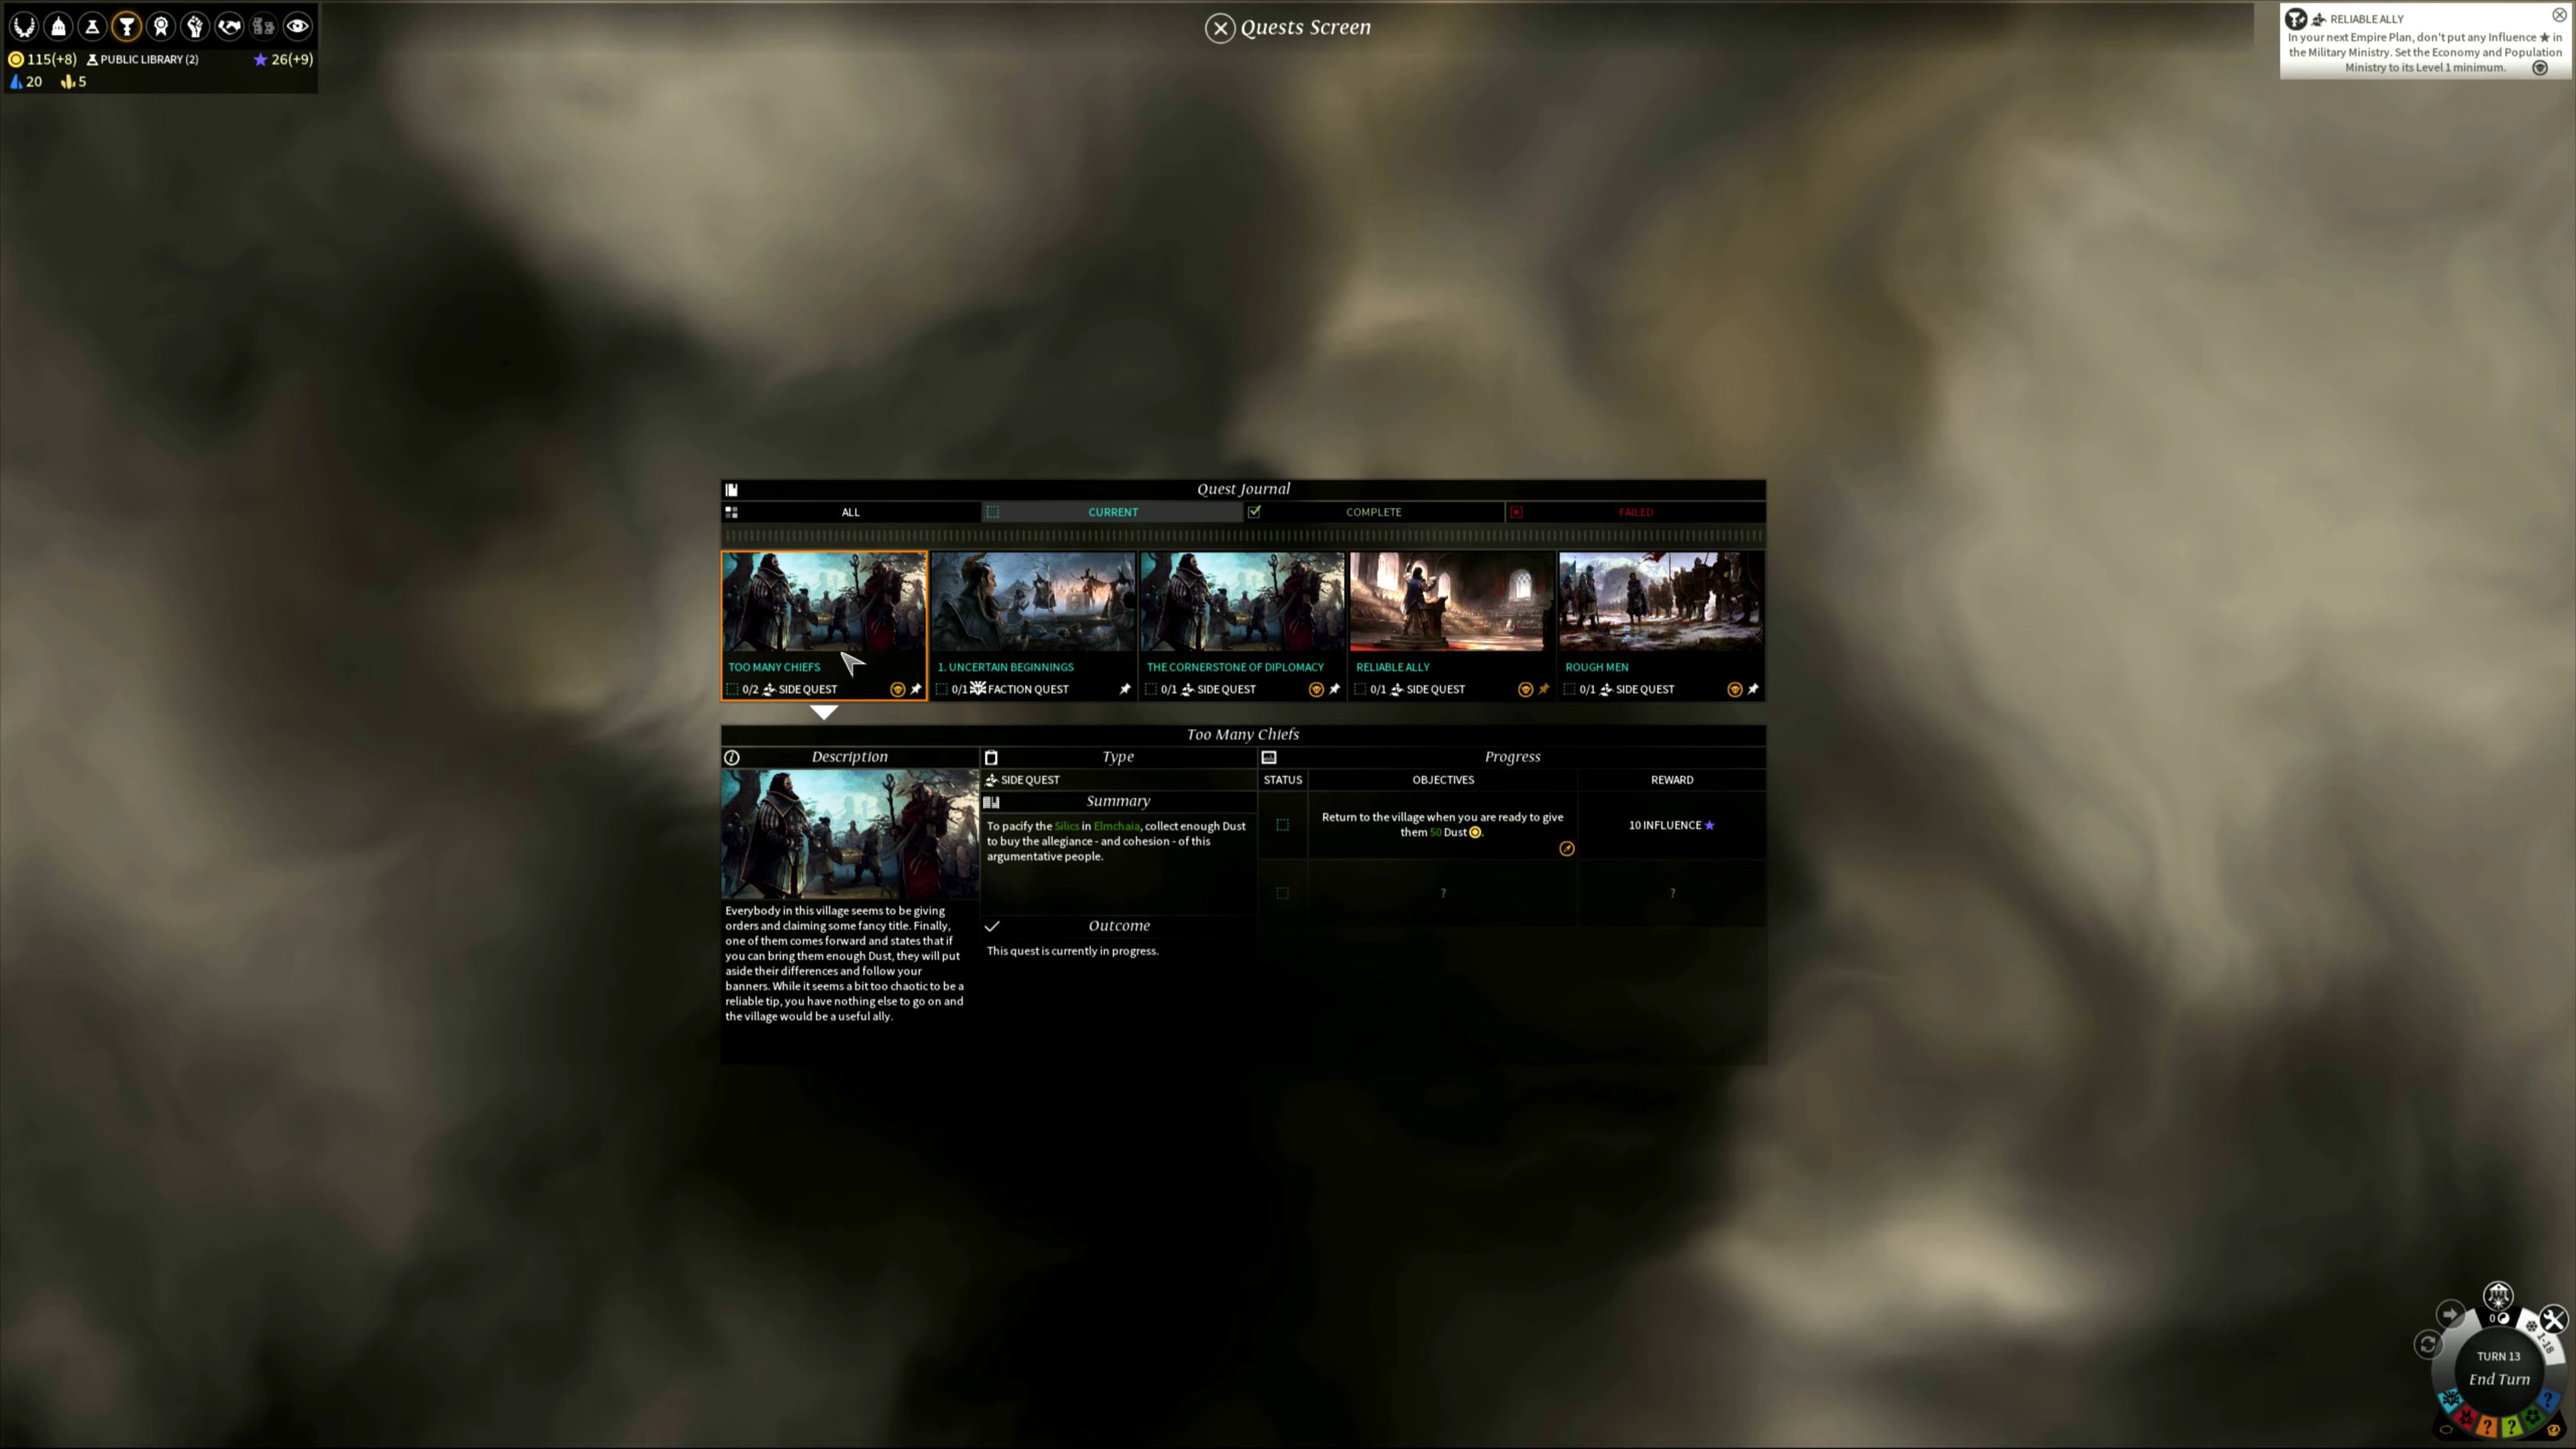 Quests Screen
115(+8) PUBLIC LIBRARY (2) 26(+9)
20 5
RELIABLE ALLY
In your next Empire Plan, don't put any Influence in
the Military Ministry. Set the Economy and Population
Ministry to its Level 1 minimum.
Quest Journal
ALL CURRENT COMPLETE FAILED
TOO MANY CHIEFS
0/2 SIDE QUEST
1. UNCERTAIN BEGINNINGS
0/1 FACTION QUEST
THE CORNERSTONE OF DIPLOMACY
0/1 SIDE QUEST
RELIABLE ALLY
0/1 SIDE QUEST
ROUGH MEN
0/1 SIDE QUEST
Too Many Chiefs
Description
Everybody in this village seems to be giving
orders and claiming some fancy title. Finally,
one of them comes forward and states that if
you can bring them enough Dust, they will put
aside their differences and follow your
banners. While it seems a bit too chaotic to be a
reliable tip, you have nothing else to go on and
the village would be a useful ally.
Type
SIDE QUEST
Summary
To pacify the Silics in Elmchaia, collect enough Dust
to buy the allegiance - and cohesion - of this
argumentative people.
Outcome
This quest is currently in progress.
Progress
STATUS OBJECTIVES REWARD
Return to the village when you are ready to give
them 50 Dust.
10 INFLUENCE
? ?
0
1-18
TURN 13
End Turn
? ? ?